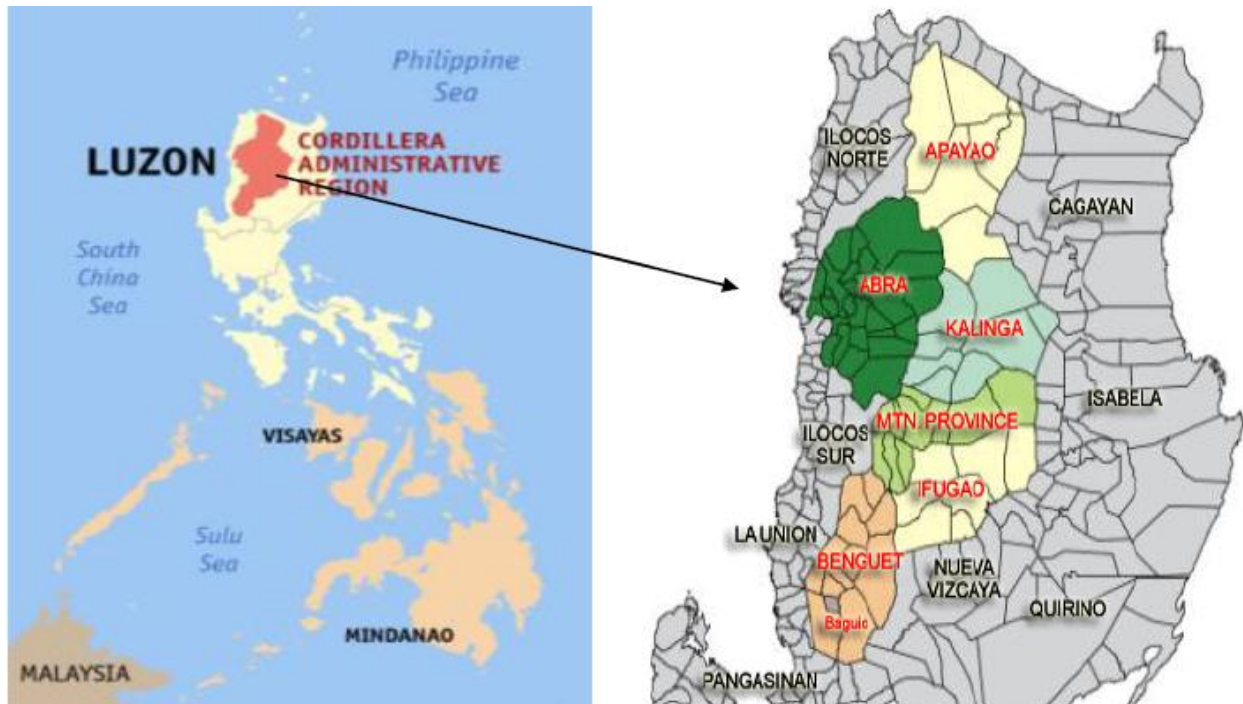 Philippine
Sea
LUZON
CORDILLERA
ADMINISTRATIVE
REGION
South
China
Sea
VISAYAS
Sulu
Sea
MINDANAO
MALAYSIA
ILOCOS
NORTE
APAYAO
CAGAYAN
ABRA
KALINGA
ISABELA
MTN. PROVINCE
ILOCOS
SUR
IFUGAO
LA UNION
BENGUET
NUEVA
VIZCAYA
QUIRINO
Baguio
PANGASINAN